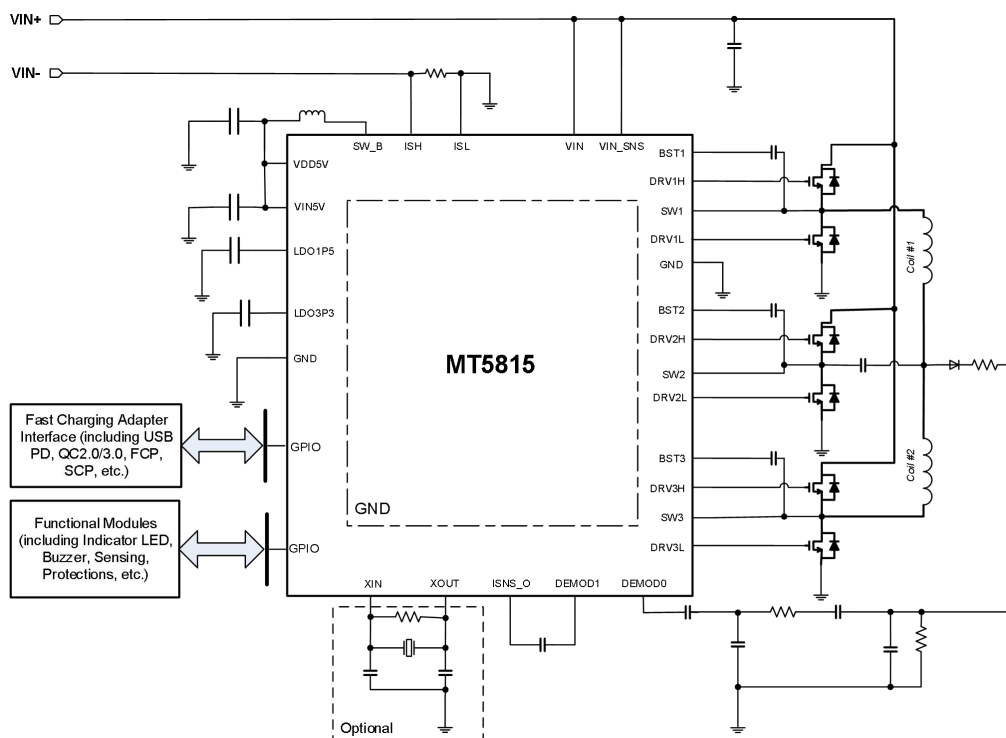 VIN+
VIN-
SW_B
ISH
ISL
VIN
VIN_SNS
VDD5V
VIN5V
LDO1P5
LDO3P3
GND
GPIO
GPIO
BST1
DRV1H
SW1
DRV1L
GND
BST2
DRV2H
SW2
DRV2L
BST3
DRV3H
SW3
DRV3L
MT5815
GND
Coil #1
Coil #2
Fast Charging Adapter
Interface (including USB
PD, QC2.0/3.0, FCP,
SCP, etc.)
Functional Modules
(including Indicator LED,
Buzzer, Sensing,
Protections, etc.)
XIN
XOUT
ISNS_O
DEMOD1
DEMOD0
Optional